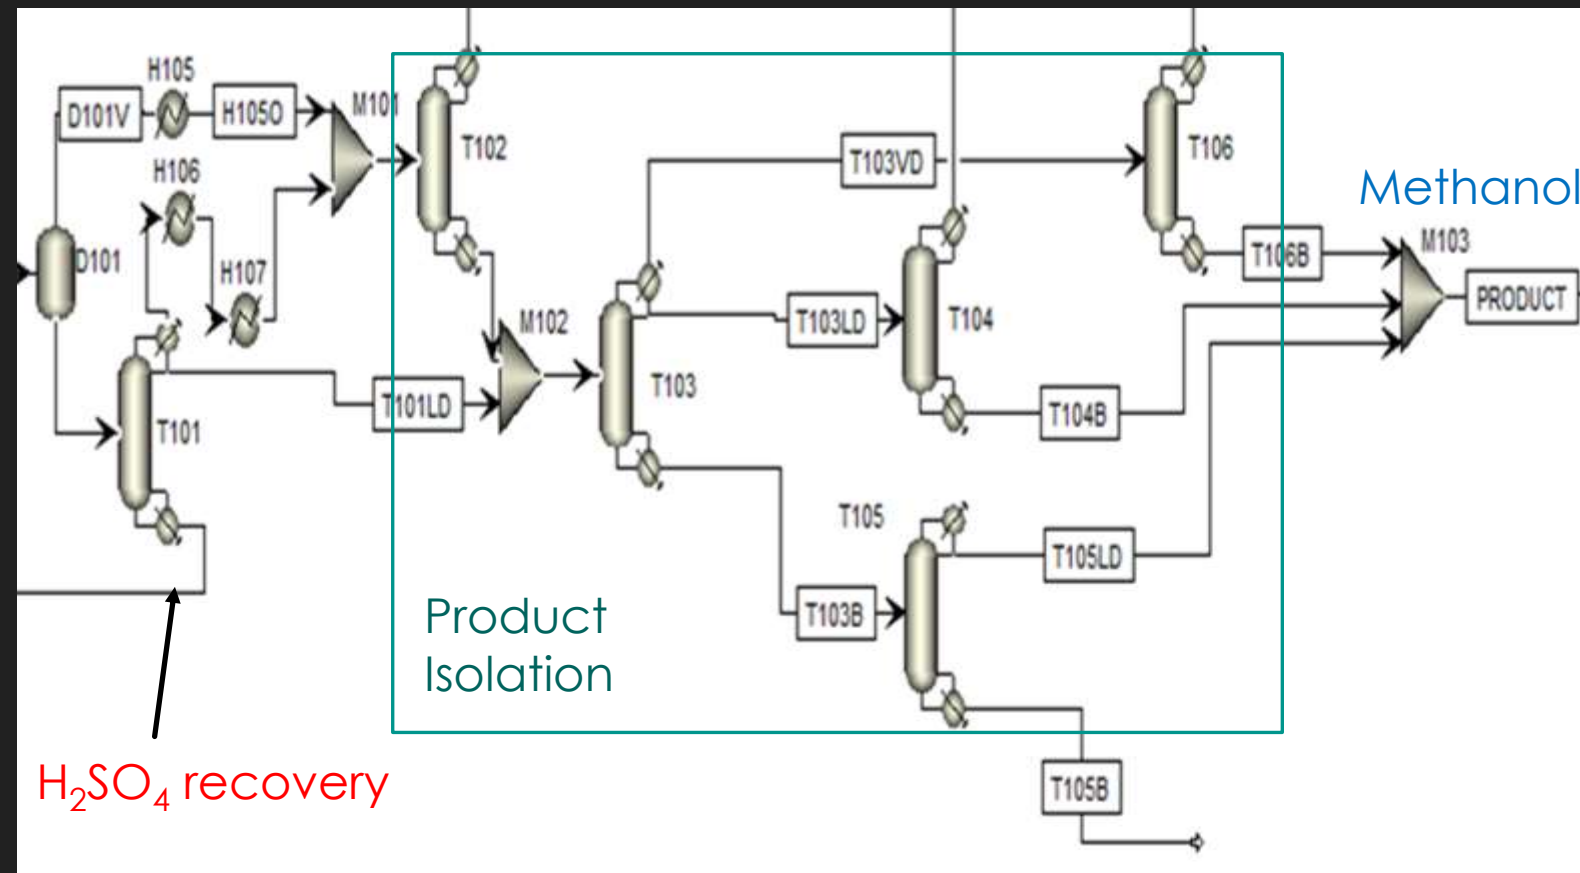 H105
D101V
H105O
M101
T102
H106
D101
H107
T101
T101LD
M102
T103
T103VD
T106
Methanol
T106B
M103
PRODUCT
T103LD
T104
T104B
T105
T105LD
T103B
Product
Isolation
T105B
H₂SO₄ recovery